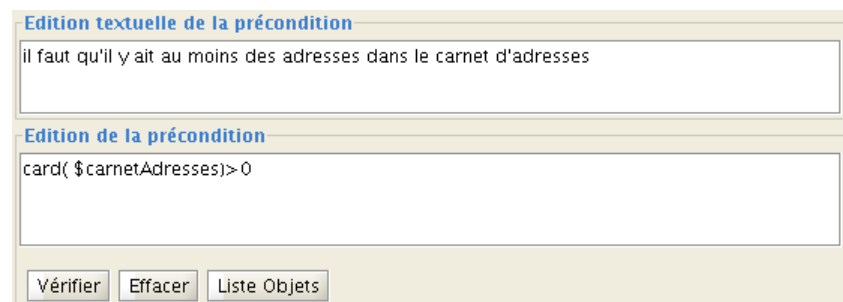 Edition textuelle de la précondition
il faut qu'il y ait au moins des adresses dans le carnet d'adresses
Edition de la précondition
card( $carnetAdresses)>0
Vérifier Effacer Liste Objets